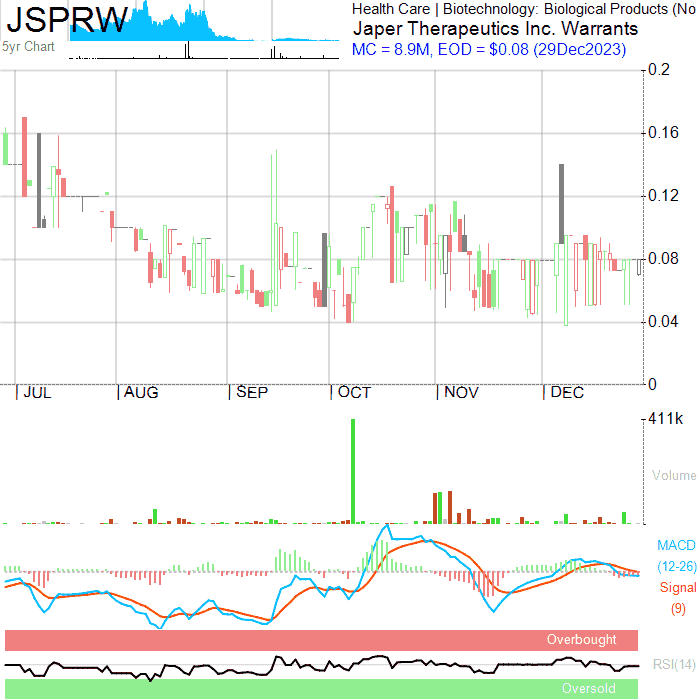 JSPRW
5yr Chart
Health Care | Biotechnology: Biological Products (No
Japer Therapeutics Inc. Warrants
MC = 8.9M, EOD = $0.08 (29Dec2023)
0.2
0.16
0.12
0.08
0.04
0
JUL AUG SEP OCT NOV DEC
411k
Volume
MACD
(12-26)
Signal
(9)
Overbought
RSI(14)
Oversold